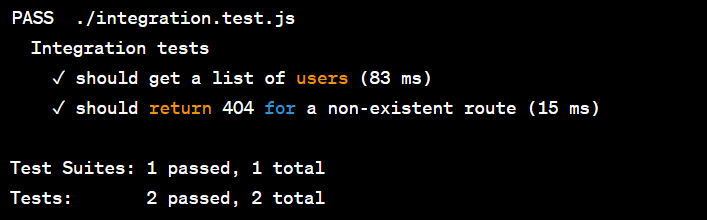 PASS ./integration.test.js
Integration tests
✓ should get a list of users (83 ms)
✓ should return 404 for a non-existent route (15 ms)
Test Suites: 1 passed, 1 total
Tests: 2 passed, 2 total